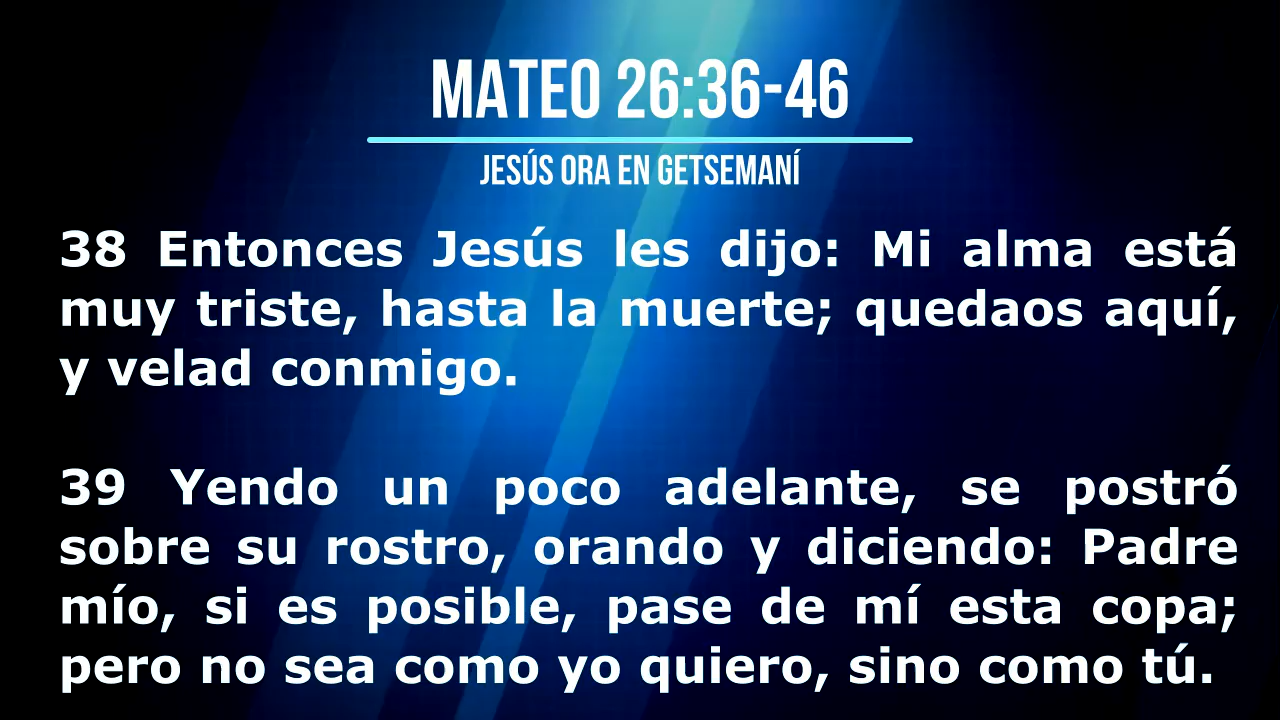 MATEO 26:36-46
JESÚS ORA EN GETSEMANÍ
38 Entonces Jesús les dijo: Mi alma está
muy triste, hasta la muerte; quedaos aquí,
y velad conmigo.
39 Yendo un poco adelante, se postró
sobre su rostro, orando y diciendo: Padre
mío, si es posible, pase de mí esta copa;
pero no sea como yo quiero, sino como tú.